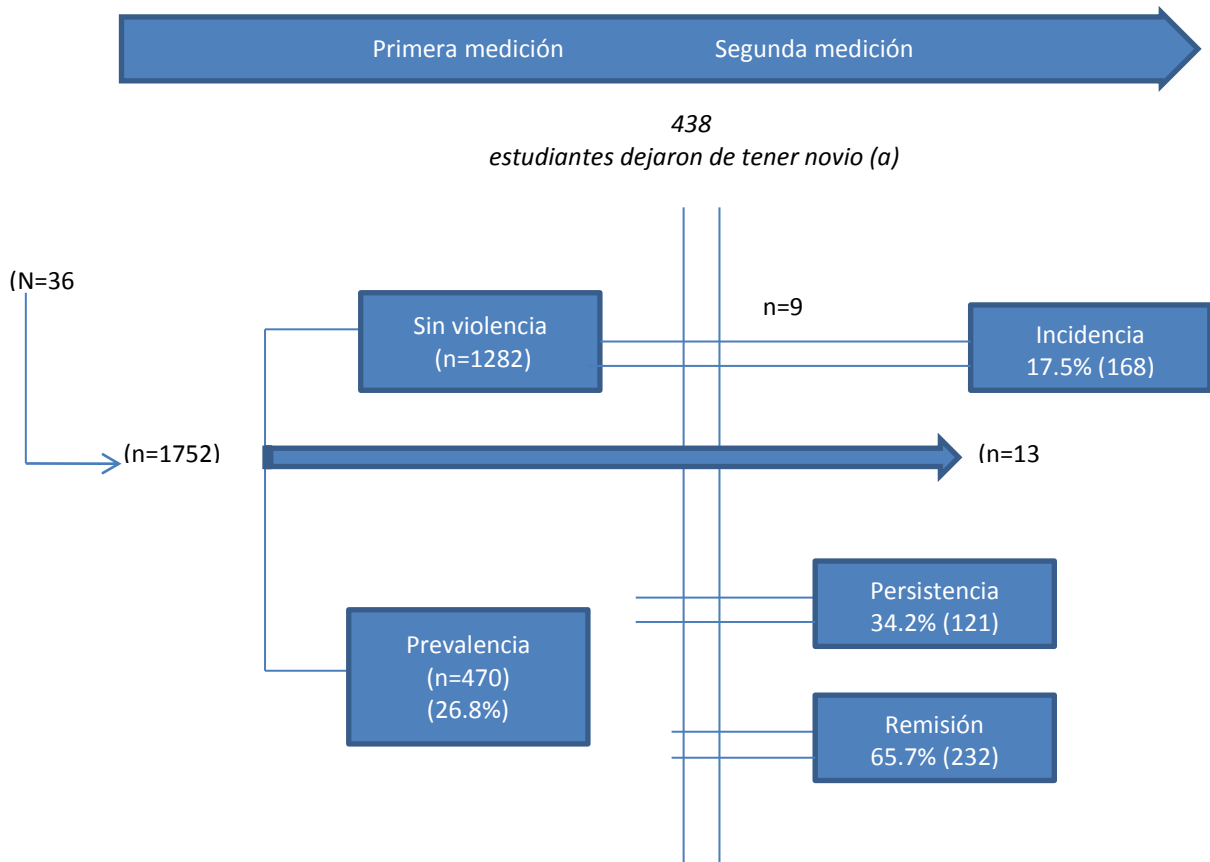 Primera medición
Segunda medición
438
estudiantes dejaron de tener novio (a)
(N=36
Sin violencia
(n=1282)
n=9
Incidencia
17.5% (168)
(n=1752)
(n=13
Persistencia
34.2% (121)
Prevalencia
(n=470)
(26.8%)
Remisión
65.7% (232)